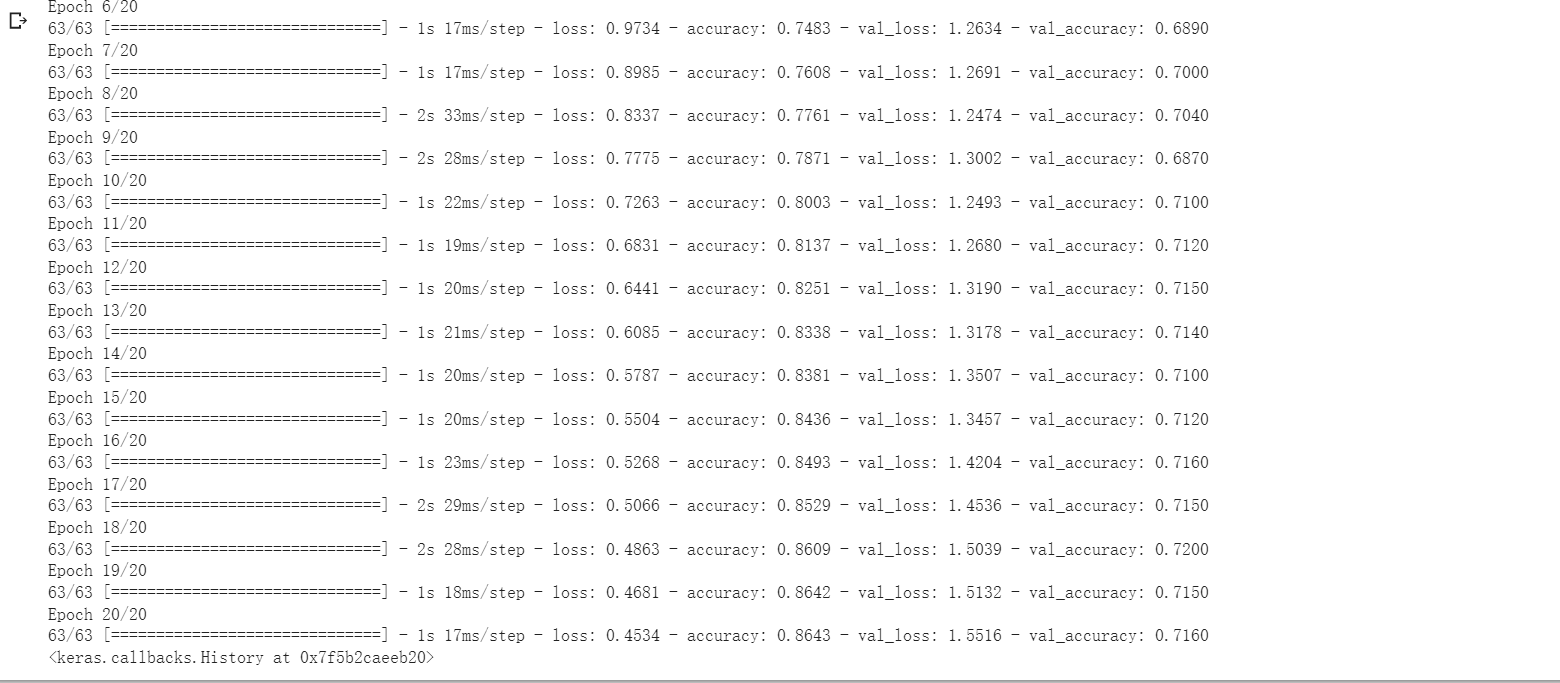 Epoch 6/20
63/63 [==============================] - 1s 17ms/step - loss: 0.9734 - accuracy: 0.7483 - val_loss: 1.2634 - val_accuracy: 0.6890
Epoch 7/20
63/63 [==============================] - 1s 17ms/step - loss: 0.8985 - accuracy: 0.7608 - val_loss: 1.2691 - val_accuracy: 0.7000
Epoch 8/20
63/63 [==============================] - 2s 33ms/step - loss: 0.8337 - accuracy: 0.7761 - val_loss: 1.2474 - val_accuracy: 0.7040
Epoch 9/20
63/63 [==============================] - 2s 28ms/step - loss: 0.7775 - accuracy: 0.7871 - val_loss: 1.3002 - val_accuracy: 0.6870
Epoch 10/20
63/63 [==============================] - 1s 22ms/step - loss: 0.7263 - accuracy: 0.8003 - val_loss: 1.2493 - val_accuracy: 0.7100
Epoch 11/20
63/63 [==============================] - 1s 19ms/step - loss: 0.6831 - accuracy: 0.8137 - val_loss: 1.2680 - val_accuracy: 0.7120
Epoch 12/20
63/63 [==============================] - 1s 20ms/step - loss: 0.6441 - accuracy: 0.8251 - val_loss: 1.3190 - val_accuracy: 0.7150
Epoch 13/20
63/63 [==============================] - 1s 21ms/step - loss: 0.6085 - accuracy: 0.8338 - val_loss: 1.3178 - val_accuracy: 0.7140
Epoch 14/20
63/63 [==============================] - 1s 20ms/step - loss: 0.5787 - accuracy: 0.8381 - val_loss: 1.3507 - val_accuracy: 0.7100
Epoch 15/20
63/63 [==============================] - 1s 20ms/step - loss: 0.5504 - accuracy: 0.8436 - val_loss: 1.3457 - val_accuracy: 0.7120
Epoch 16/20
63/63 [==============================] - 1s 23ms/step - loss: 0.5268 - accuracy: 0.8493 - val_loss: 1.4204 - val_accuracy: 0.7160
Epoch 17/20
63/63 [==============================] - 2s 29ms/step - loss: 0.5066 - accuracy: 0.8529 - val_loss: 1.4536 - val_accuracy: 0.7150
Epoch 18/20
63/63 [==============================] - 2s 28ms/step - loss: 0.4863 - accuracy: 0.8609 - val_loss: 1.5039 - val_accuracy: 0.7200
Epoch 19/20
63/63 [==============================] - 1s 18ms/step - loss: 0.4681 - accuracy: 0.8642 - val_loss: 1.5132 - val_accuracy: 0.7150
Epoch 20/20
63/63 [==============================] - 1s 17ms/step - loss: 0.4534 - accuracy: 0.8643 - val_loss: 1.5516 - val_accuracy: 0.7160
<keras.callbacks.History at 0x7f5b2caeeb20>